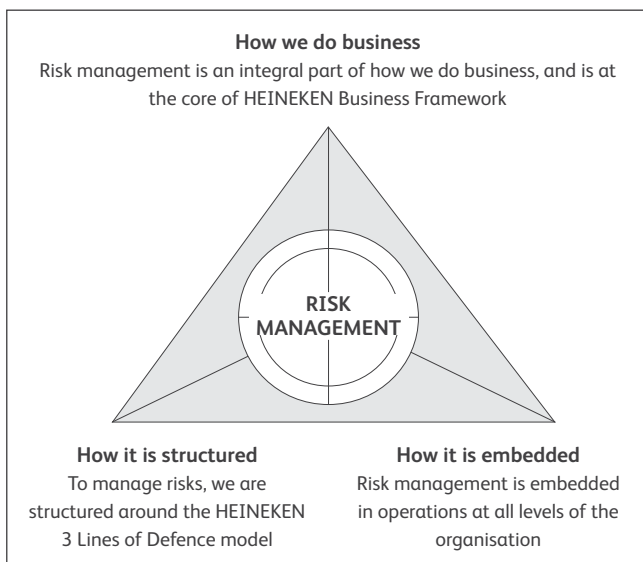 How we do business
Risk management is an integral part of how we do business, and is at
the core of HEINEKEN Business Framework
RISK
MANAGEMENT
How it is structured
To manage risks, we are
structured around the HEINEKEN
3 Lines of Defence model
How it is embedded
Risk management is embedded
in operations at all levels of the
organisation